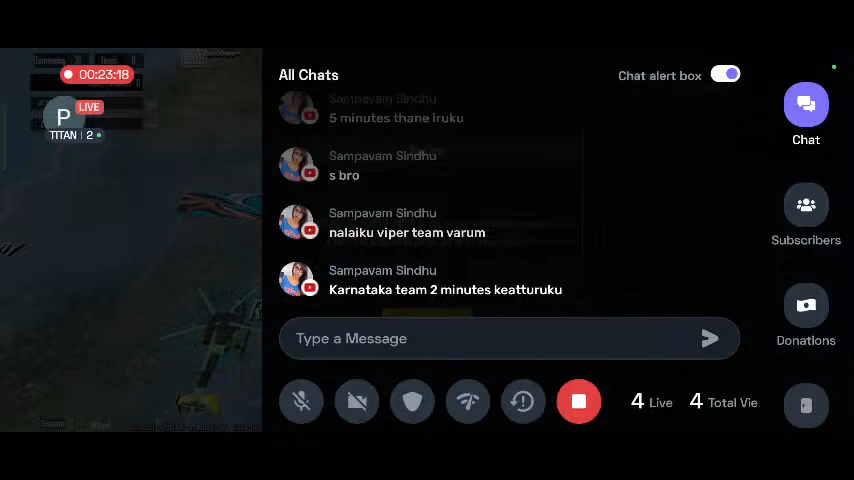 00:23:18
LIVE
P
TITAN | 2
All Chats
Chat alert box
Sampavam Sindhu
5 minutes thane iruku
Sampavam Sindhu
s bro
Sampavam Sindhu
nalaiku viper team varum
Sampavam Sindhu
Karnataka team 2 minutes keatturuku
Type a Message
4 Live 4 Total Vie
Chat
Subscribers
Donations